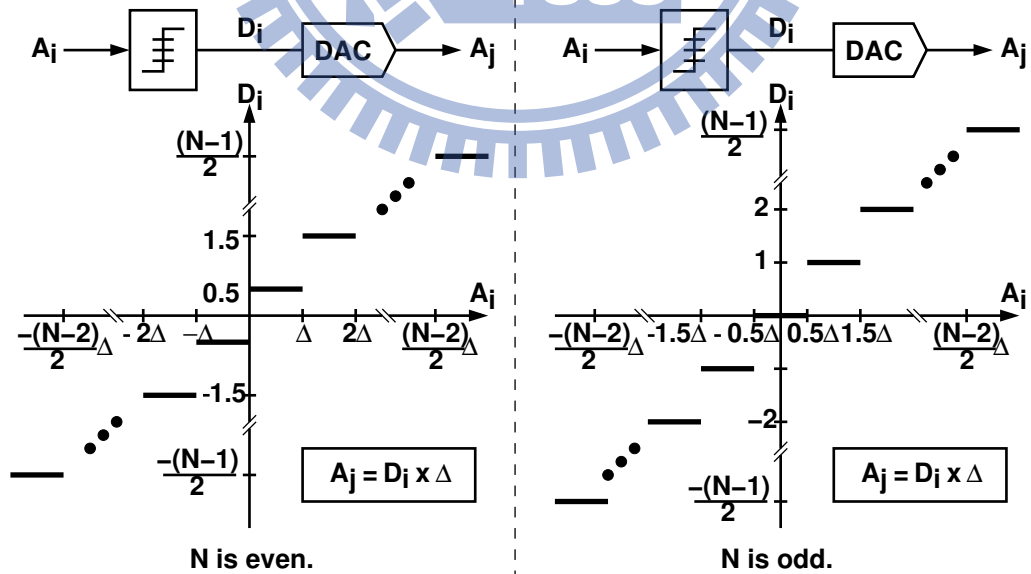 Ai Di DAC Aj
Di
(N−1)
2
1.5
0.5
Ai
-(N−2)
2 Δ
- 2Δ
−Δ
Δ
2Δ
(N−2)
2 Δ
-1.5
−(N−1)
2
Aj = Di x Δ
N is even.
Ai Di DAC Aj
Di
(N−1)
2
2
1
Ai
-(N−2)
2 Δ
-1.5Δ
- 0.5Δ
0.5Δ
1.5Δ
(N−2)
2 Δ
−2
−(N−1)
2
Aj = Di x Δ
N is odd.